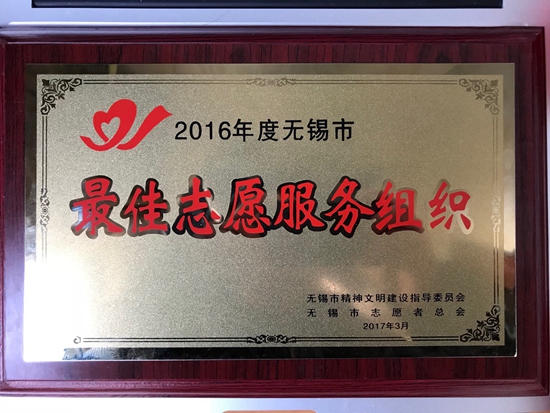 2016年度无锡市
最佳志愿服务组织
无锡市精神文明建设指导委员会
无锡市志愿者总会
2017年3月